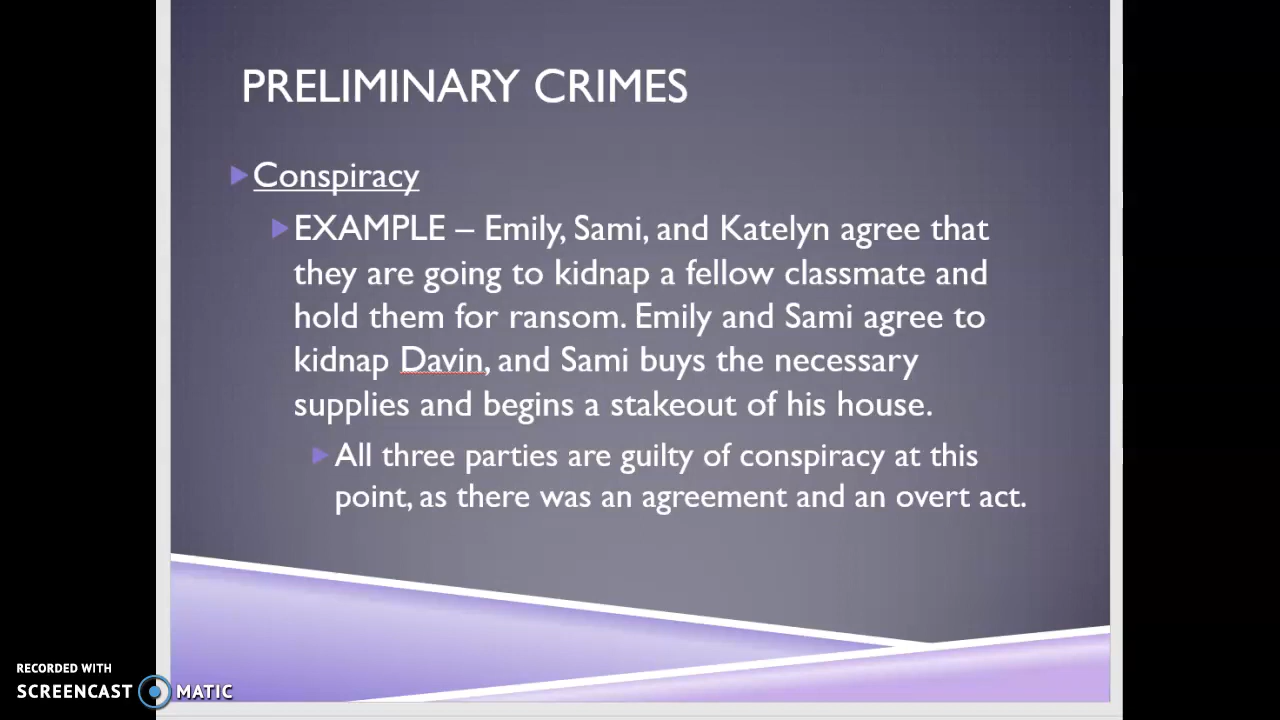 PRELIMINARY CRIMES
Conspiracy
EXAMPLE – Emily, Sami, and Katelyn agree that
they are going to kidnap a fellow classmate and
hold them for ransom. Emily and Sami agree to
kidnap Davin, and Sami buys the necessary
supplies and begins a stakeout of his house.
All three parties are guilty of conspiracy at this
point, as there was an agreement and an overt act.
RECORDED WITH
SCREENCAST MATIC